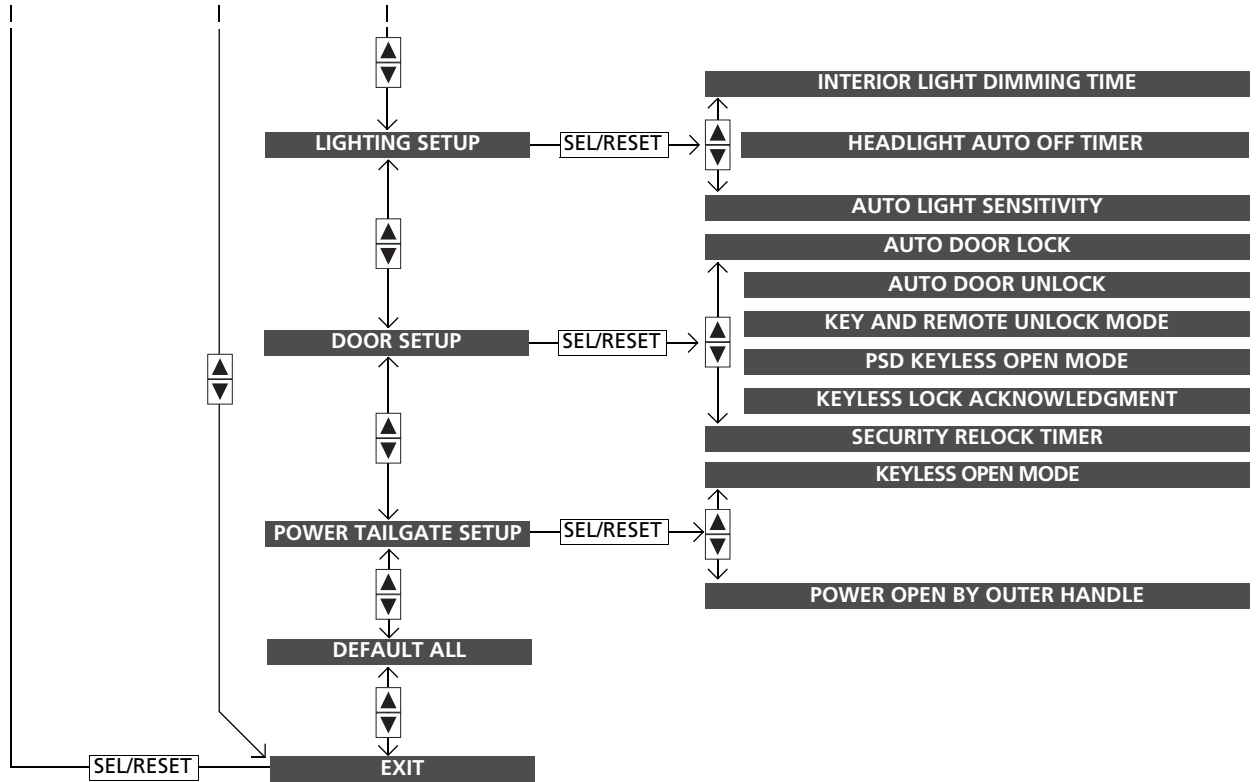 INTERIOR LIGHT DIMMING TIME
LIGHTING SETUP
SEL/RESET
HEADLIGHT AUTO OFF TIMER
AUTO LIGHT SENSITIVITY
AUTO DOOR LOCK
AUTO DOOR UNLOCK
KEY AND REMOTE UNLOCK MODE
DOOR SETUP
SEL/RESET
PSD KEYLESS OPEN MODE
KEYLESS LOCK ACKNOWLEDGMENT
SECURITY RELOCK TIMER
KEYLESS OPEN MODE
POWER TAILGATE SETUP
SEL/RESET
POWER OPEN BY OUTER HANDLE
DEFAULT ALL
SEL/RESET
EXIT